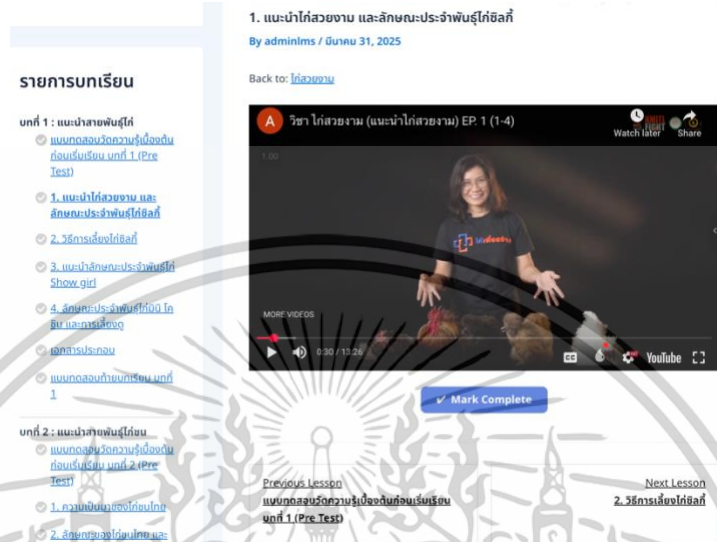 1. แนะนำไก่สวยงาม และลักษณะประจำพันธุ์ไก่ซิลกี้
By adminlms / มีนาคม 31, 2025
Back to: ไก่สวยงาม
รายการบทเรียน
บทที่ 1 : แนะนำสายพันธุ์ไก่
แบบทดสอบวัดความรู้เบื้องต้น
ก่อนเริ่มเรียน บทที่ 1 (Pre
Test)
1. แนะนำไก่สวยงาม และ
ลักษณะประจำพันธุ์ไก่ซิลกี้
2. วิธีการเลี้ยงไก่ซิลกี้
3. แนะนำลักษณะประจำพันธุ์ไก่
Show girl
4. ลักษณะประจำพันธุ์ไก่มินิ โค
ชิน และการเลี้ยงดู
เอกสารประกอบ
แบบทดสอบท้ายบทเรียน บทที่
1
บทที่ 2 : แนะนำสายพันธุ์ไก่ชน
แบบทดสอบวัดความรู้เบื้องต้น
ก่อนเริ่มเรียน บทที่ 2 (Pre
Test)
1. ความเป็นมาของไก่ชนไทย
2. ลักษณะของไก่ชนไทย และ
A
วิชา ไก่สวยงาม (แนะนำไก่สวยงาม) EP. 1 (1-4)
Watch later
Share
1.00
MORE VIDEOS
0:30 / 13:26
CC
YouTube
✔ Mark Complete
Previous Lesson
แบบทดสอบวัดความรู้เบื้องต้นก่อนเริ่มเรียน
บทที่ 1 (Pre Test)
Next Lesson
2. วิธีการเลี้ยงไก่ซิลกี้